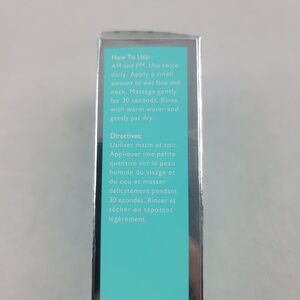 How To Use:
AM and PM. Use twice
daily. Apply a small
amount to wet face and
neck. Massage gently
for 30 seconds. Rinse
with warm water and
gently pat dry.
Directives:
Utiliser matin et soir.
Appliquer une petite
quantité sur la peau
humide du visage et
du cou et masser
délicatement pendant
30 econdas. Rincer et
sécher en tapotant
légèrement.